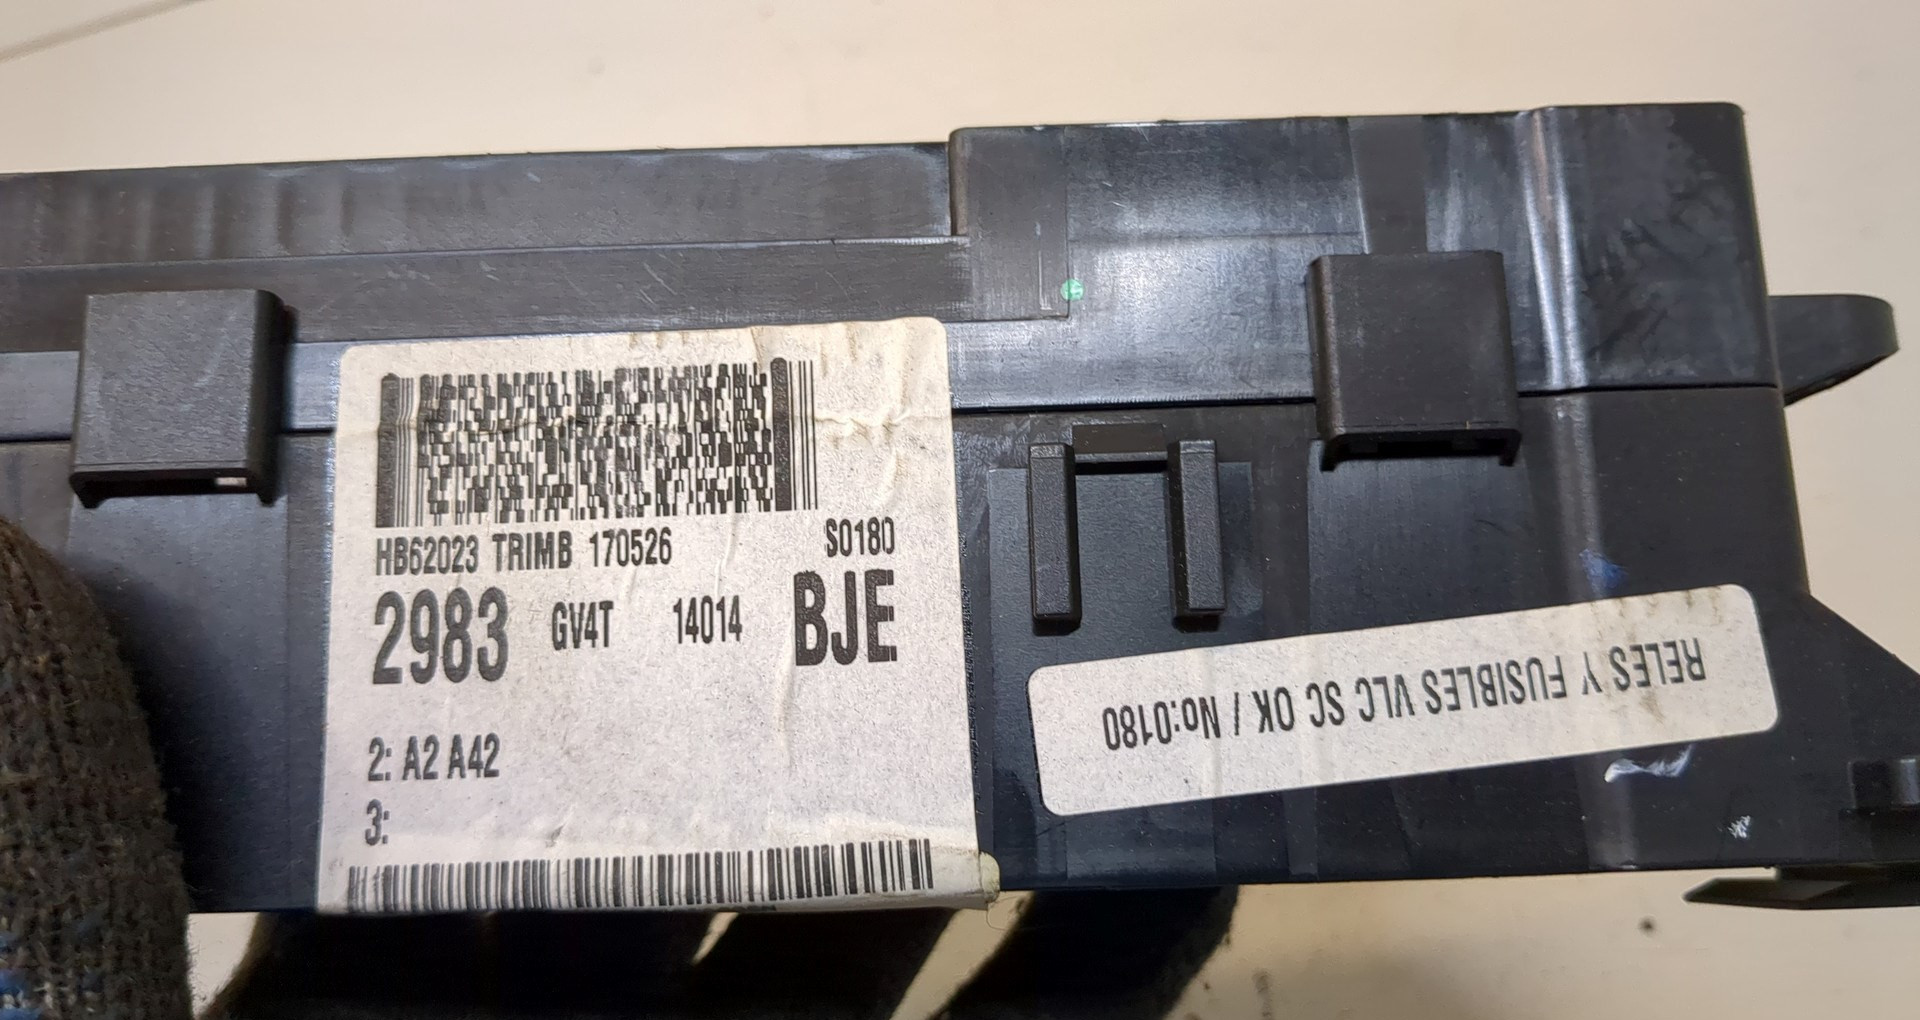 HB62023 TRIMB 170526 S0180
2983 GV4T 14014 BJE
2: A2 A42
3:
RELES Y FUSIBLES VLC SC OK / No:0180